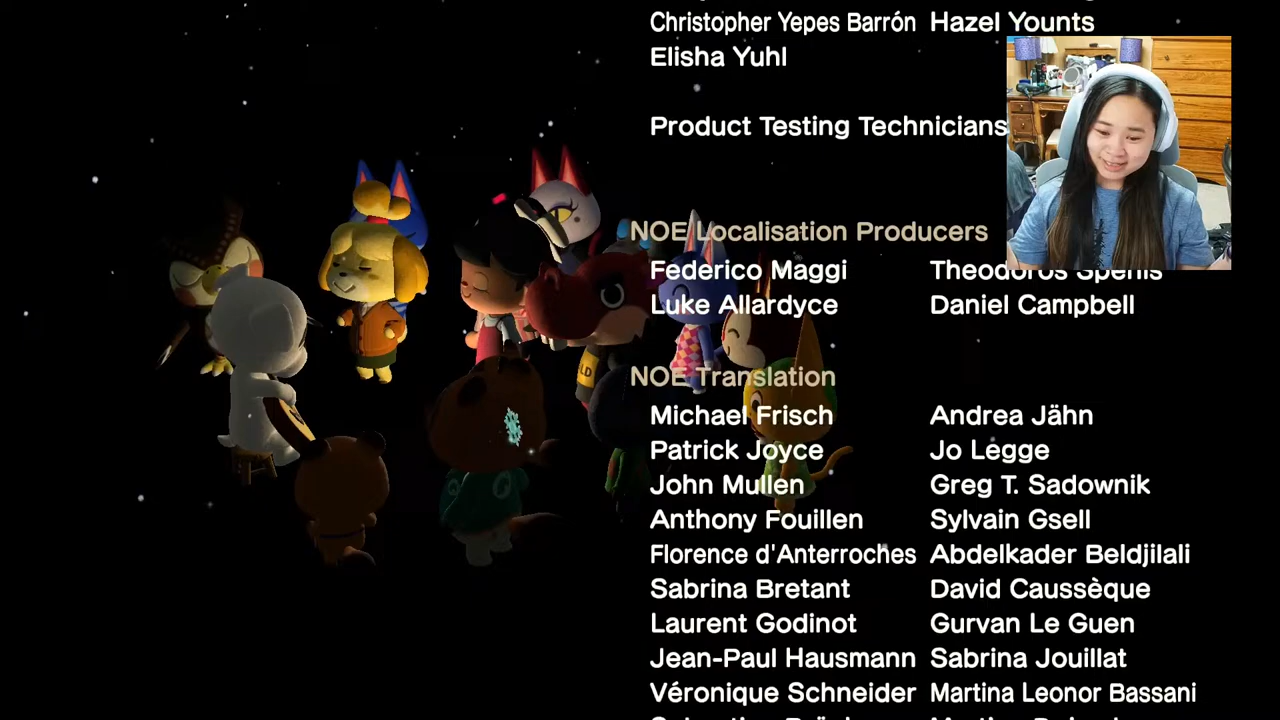 Christopher Yepes Barrón Hazel Younts
Elisha Yuhl
Product Testing Technicians
NOE Localisation Producers
Federico Maggi
Luke Allardyce Daniel Campbell
NOE Translation
Michael Frisch Andrea Jähn
Patrick Joyce Jo Legge
John Mullen Greg T. Sadownik
Anthony Fouillen Sylvain Gsell
Florence d'Anterroches Abdelkader Beldjilali
Sabrina Bretant David Caussèque
Laurent Godinot Gurvan Le Guen
Jean-Paul Hausmann Sabrina Jouillat
Véronique Schneider Martina Leonor Bassani